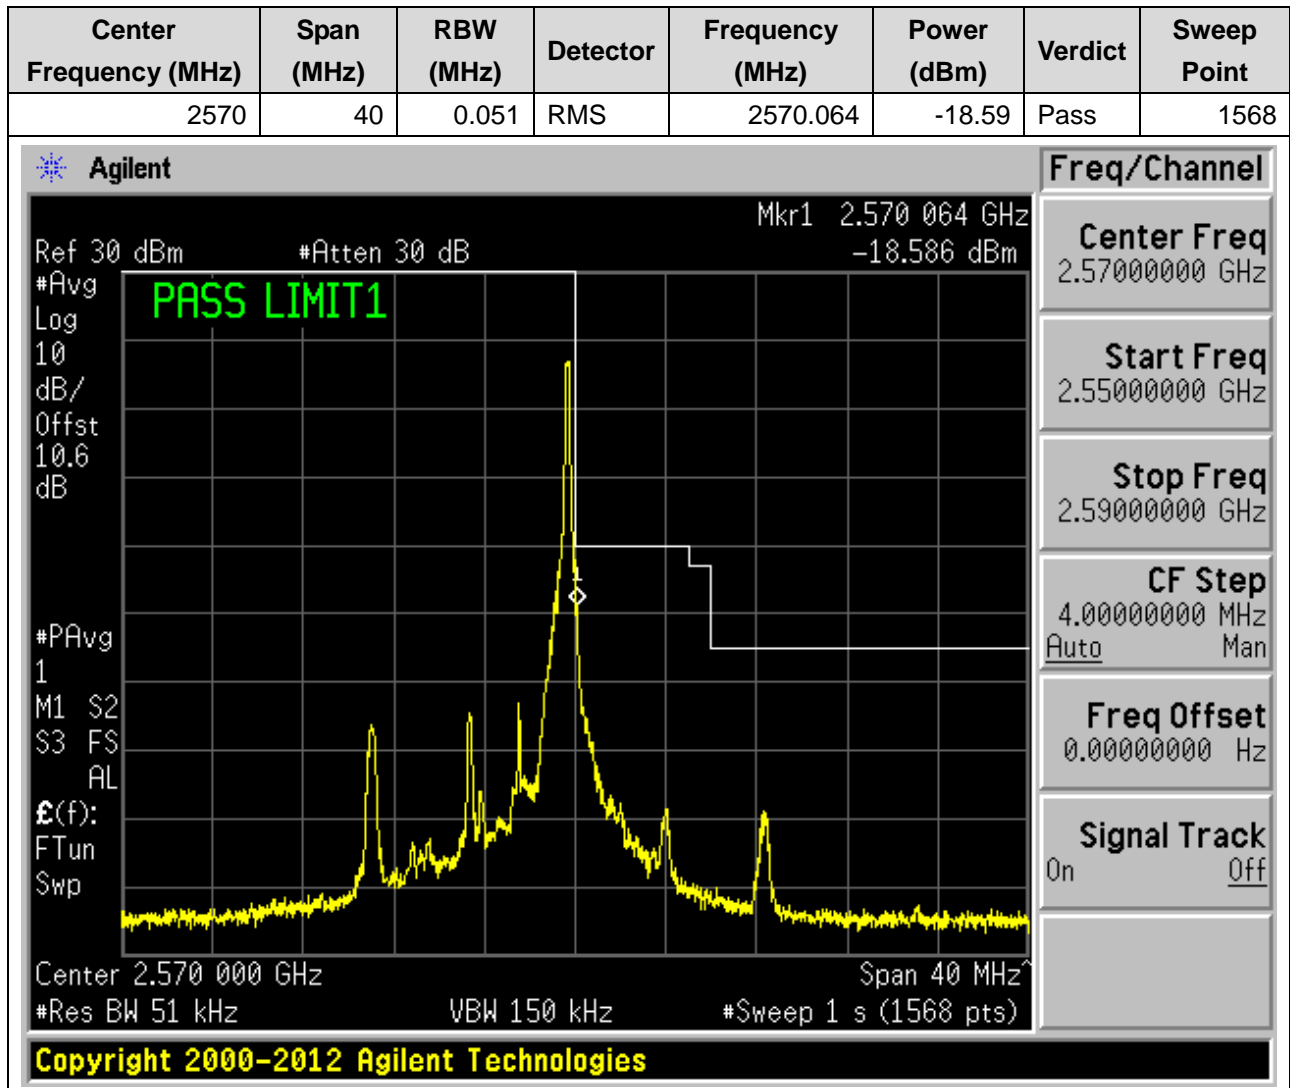 Center Frequency (MHz) Span (MHz) RBW (MHz) Detector Frequency (MHz) Power (dBm) Verdict Sweep Point
2570 40 0.051 RMS 2570.064 -18.59 Pass 1568
Agilent
Freq/Channel
Mkr1 2.570 064 GHz
Ref 30 dBm #Atten 30 dB -18.586 dBm
#Avg
Log
10
dB/
Offst
10.6
dB
PASS LIMIT1
1
#PAvg
1
M1 S2
S3 FS
AL
£(f):
FTun
Swp
Center 2.570 000 GHz Span 40 MHz^
#Res BW 51 kHz VBW 150 kHz #Sweep 1 s (1568 pts)
Center Freq
2.57000000 GHz
Start Freq
2.55000000 GHz
Stop Freq
2.59000000 GHz
CF Step
4.00000000 MHz
Auto Man
Freq Offset
0.00000000 Hz
Signal Track
On Off
Copyright 2000-2012 Agilent Technologies